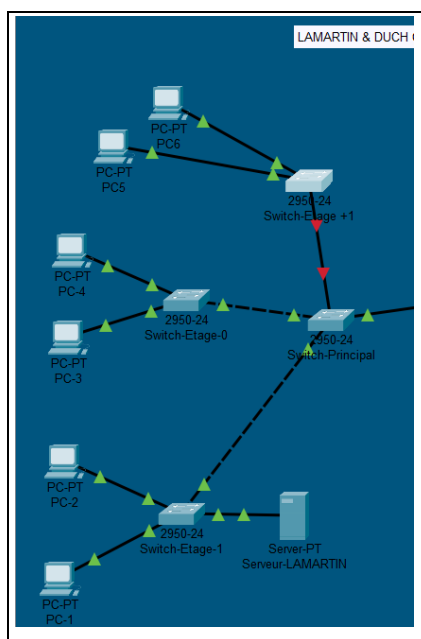 LAMARTIN & DUCH
PC-PT
PC6
PC-PT
PC5
2950-24
Switch-Etage +1
PC-PT
PC-4
2950-24
Switch-Etage-0
2950-24
Switch-Principal
PC-PT
PC-3
PC-PT
PC-2
2950-24
Switch-Etage-1
Server-PT
Serveur-LAMARTIN
PC-PT
PC-1